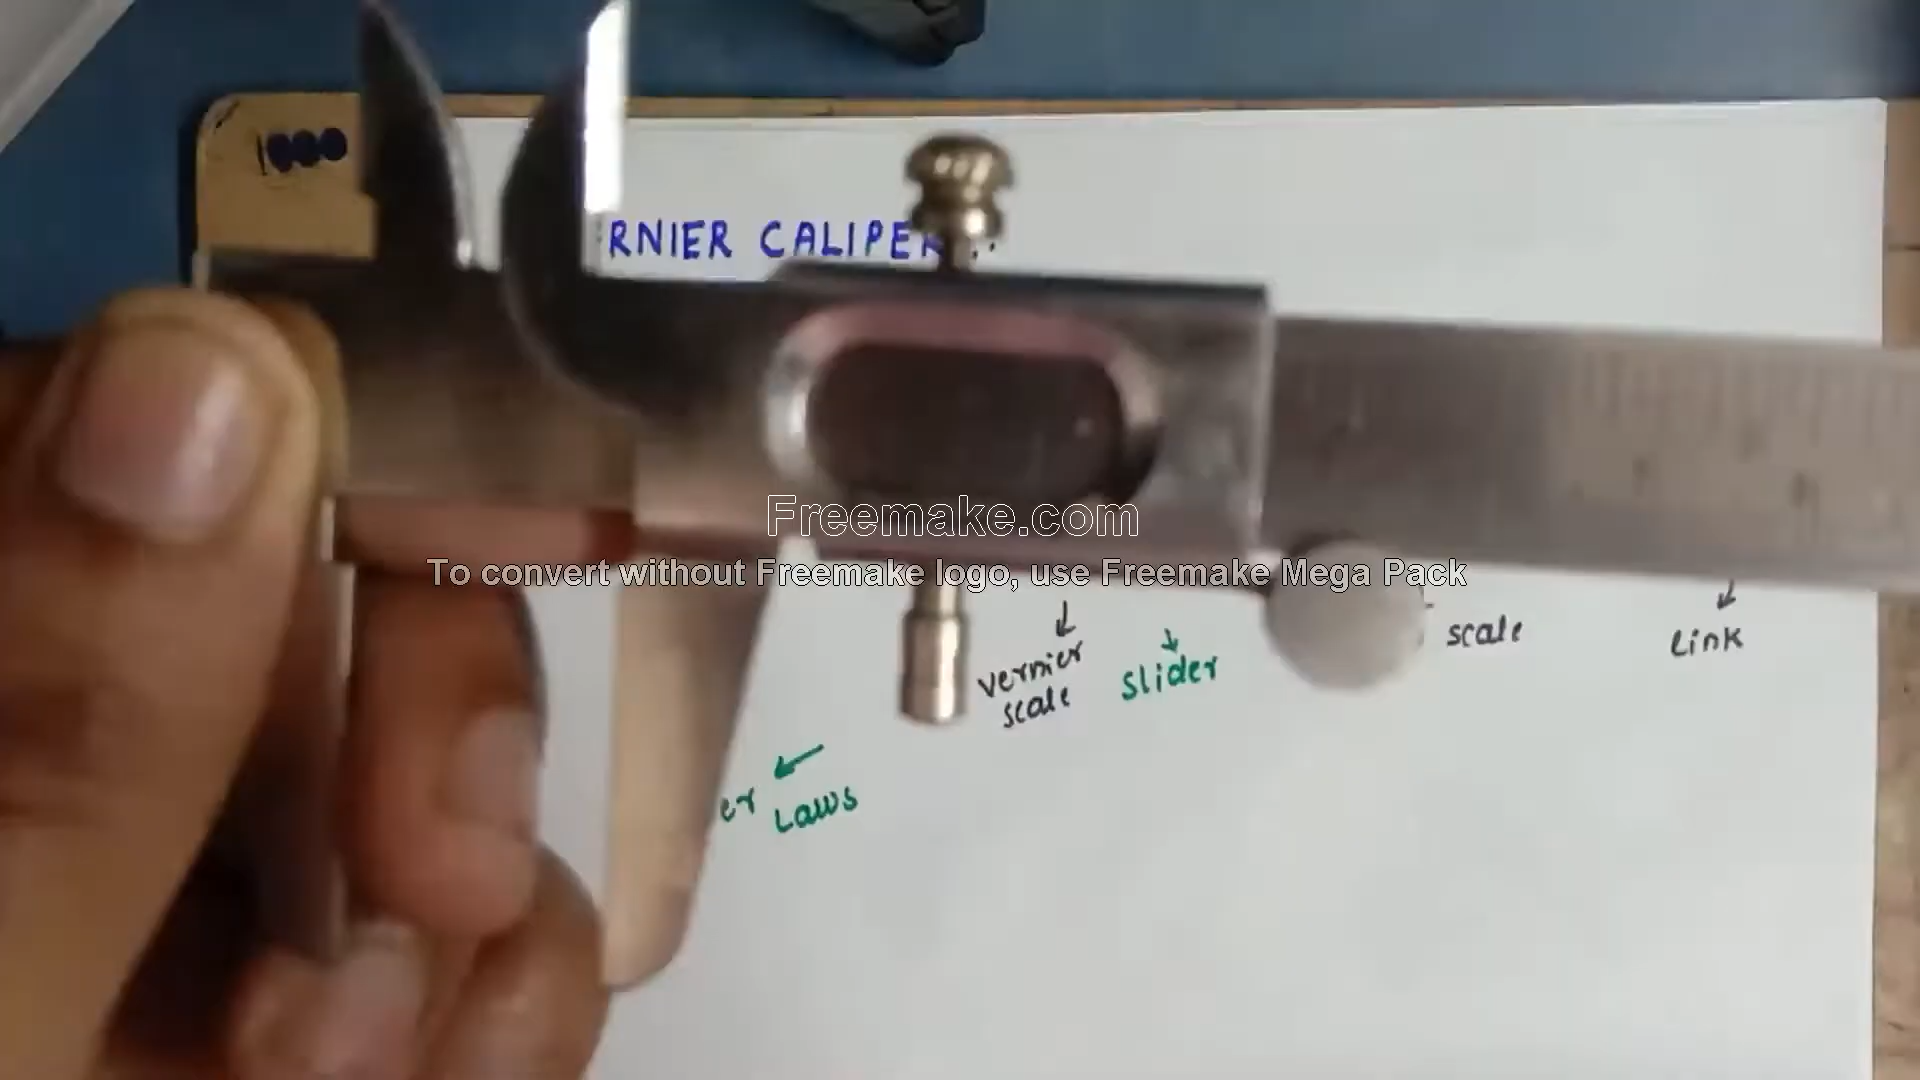 RNIER CALIPER
Freemake.com
To convert without Freemake logo, use Freemake Mega Pack
vernier
scale
slider
scale
Link
er Laws